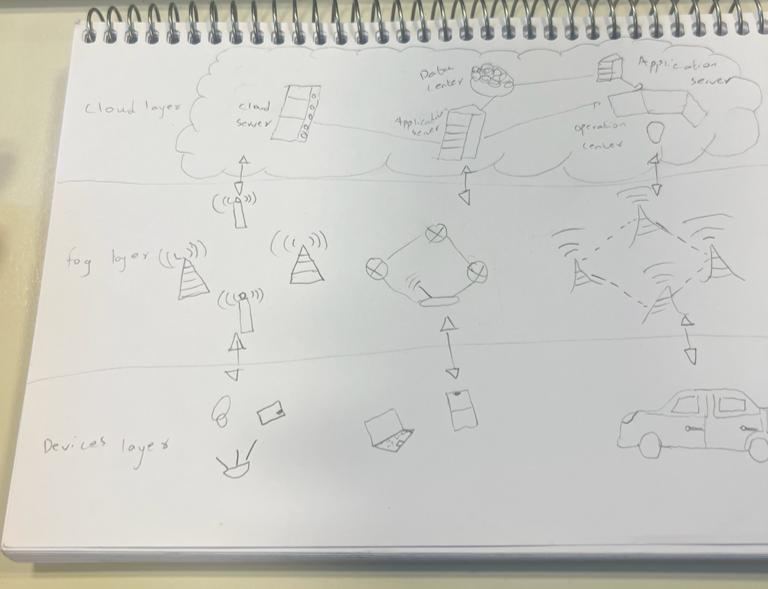 Cloud layer
Cloud
server
Data
center
Application
server
Application
server
operation
center
fog layer
Devices layer